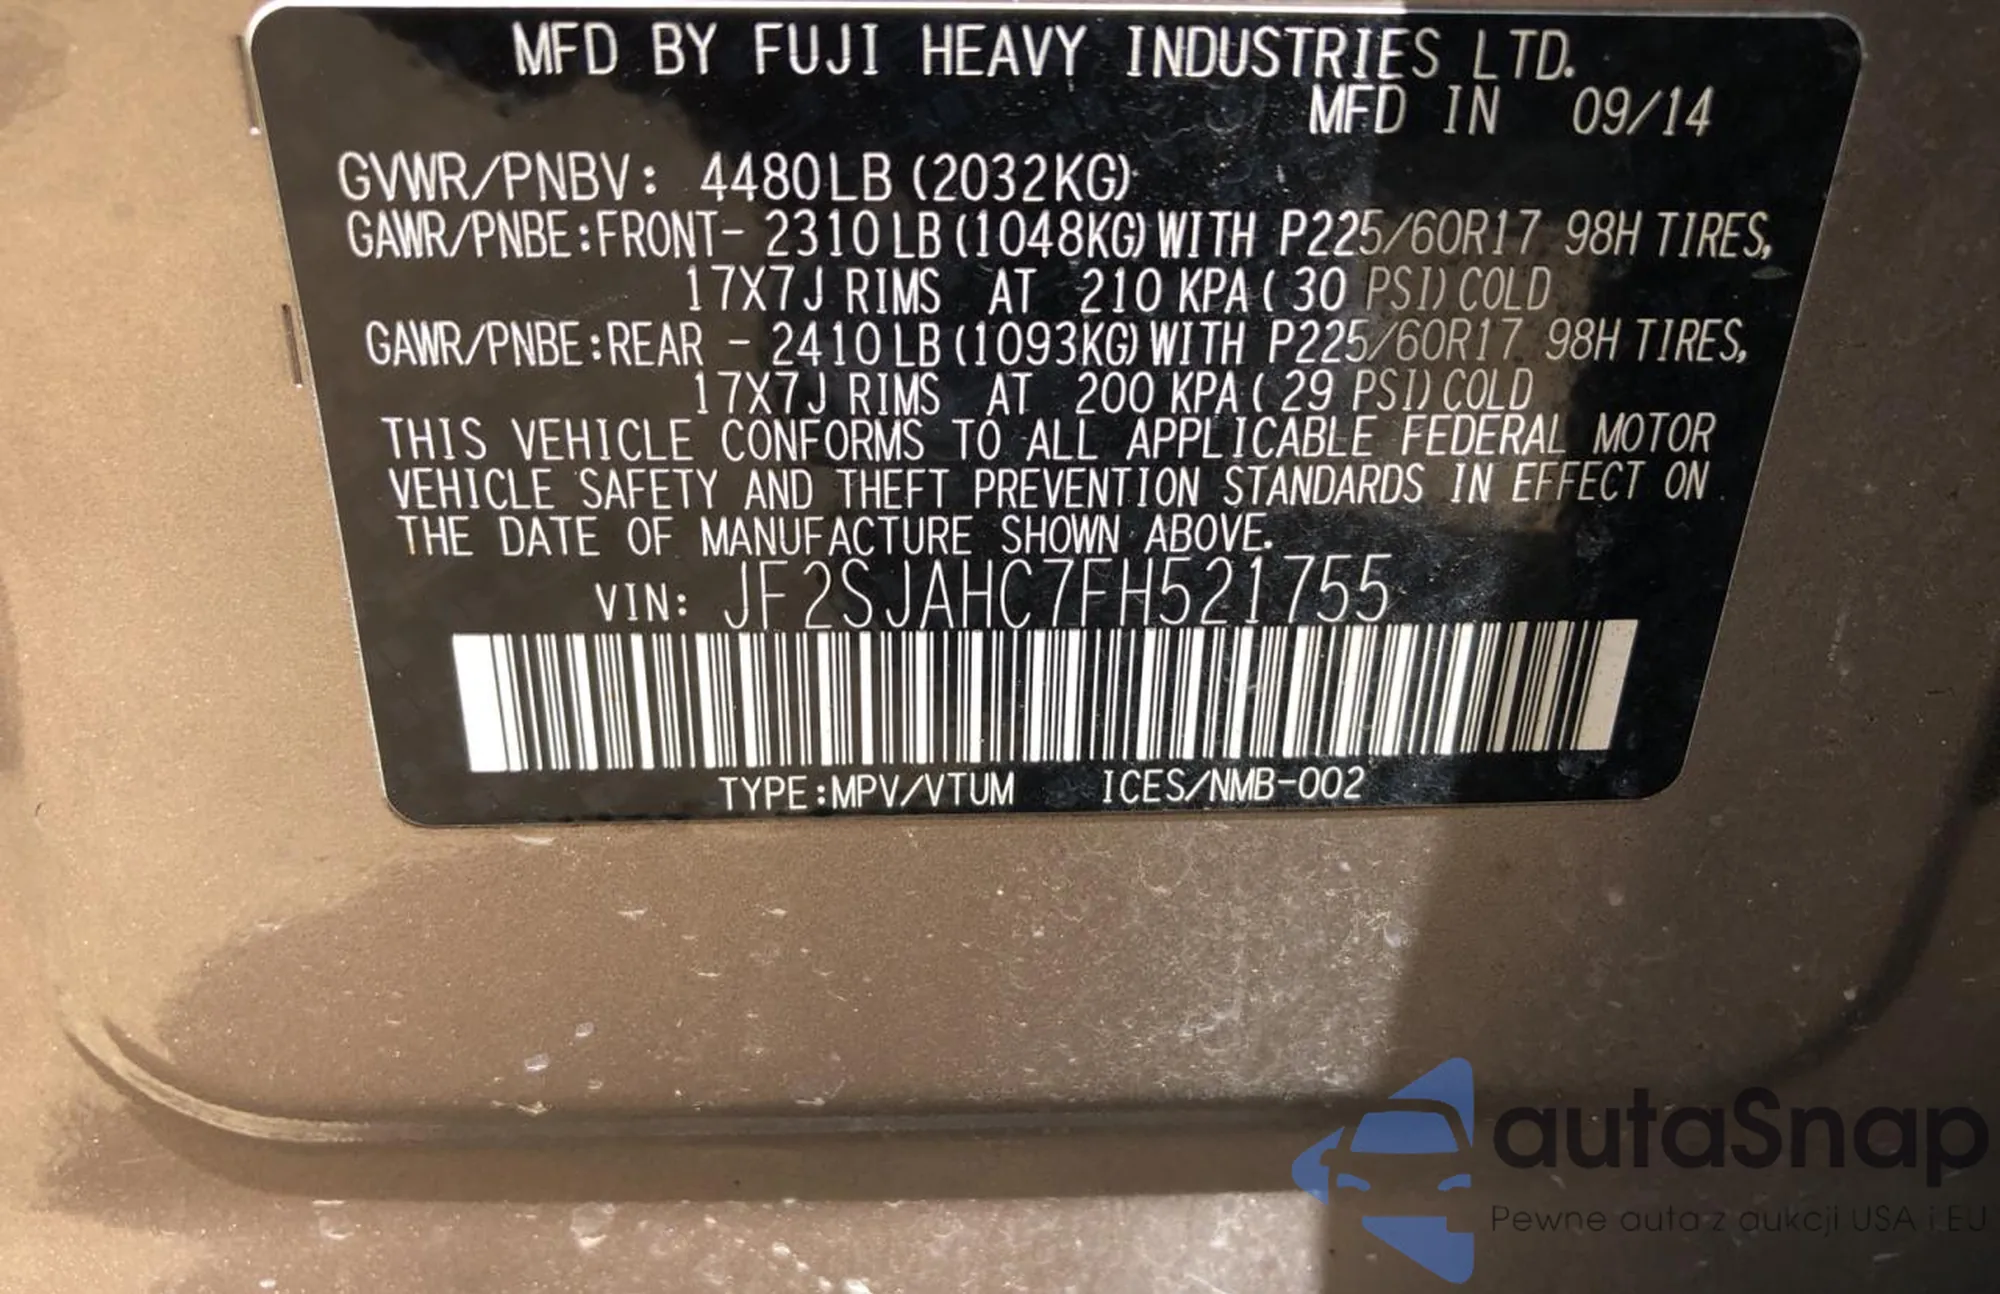 MFD BY FUJI HEAVY INDUSTRIES LTD.
MFD IN 09/14
GVWR/PNBV: 4480LB (2032KG)
GAWR/PNBE:FRONT- 2310LB (1048KG) WITH P225/60R17 98H TIRES,
17X7J RIMS AT 210 KPA ( 30 PSI) COLD
GAWR/PNBE:REAR - 2410LB (1093KG) WITH P225/60R17 98H TIRES,
17X7J RIMS AT 200 KPA ( 29 PSI) COLD
THIS VEHICLE CONFORMS TO ALL APPLICABLE FEDERAL MOTOR
VEHICLE SAFETY AND THEFT PREVENTION STANDARDS IN EFFECT ON
THE DATE OF MANUFACTURE SHOWN ABOVE.
VIN: JF2SJAHC7FH521755
TYPE:MPV/VTUM ICES/NMB-002
autaSnap
Pewne auta z aukcji USA i EU